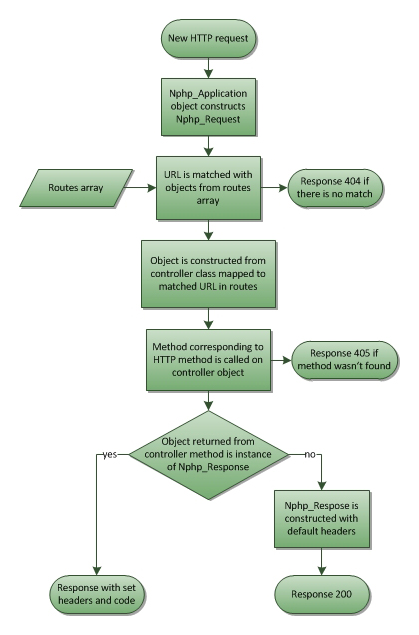 New HTTP request
Nphp_Application
object constructs
Nphp_Request
Routes array
URL is matched with
objects from routes
array
Response 404 if
there is no match
Object is constructed from
controller class mapped to
matched URL in routes
Method corresponding to
HTTP method is called on
controller object
Response 405 if
method wasn't found
Object returned from
controller method is instance
of Nphp_Response
yes
no
Nphp_Respose is
constructed with
default headers
Response with set
headers and code
Response 200